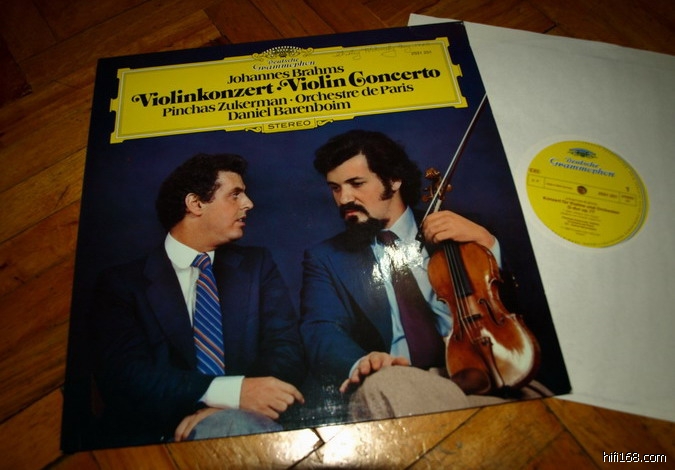 Deutsche
Grammophon
Johannes Brahms
Violinkonzert · Violin Concerto
Pinchas Zukerman · Orchestre de Paris
Daniel Barenboim
STEREO
Deutsche
Grammophon
hifi168.com